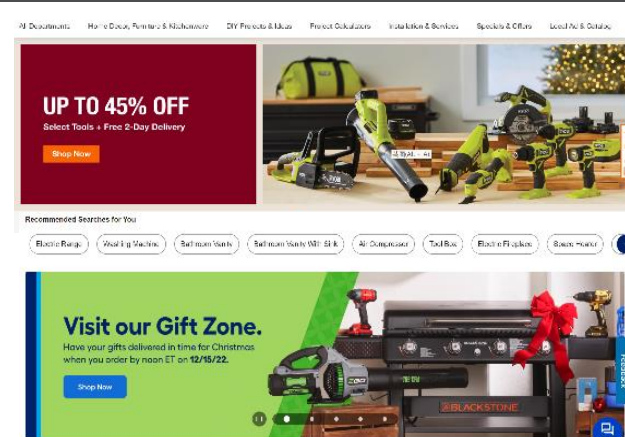 All Departments Home Decor, Furniture & Kitchenware DIY Projects & Ideas Project Calculators Installation & Services Specials & Offers Local Ad & Catalog
UP TO 45% OFF
Select Tools + Free 2-Day Delivery
Shop Now
Recommended Searches for You
Electric Range Washing Machine Bathroom Vanity Bathroom Vanity With Sink Air Compressor Tool Box Electric Fireplace Space Heater
Visit our Gift Zone.
Have your gifts delivered in time for Christmas
when you order by noon ET on 12/15/22.
Shop Now
BLACKSTONE
Feedback